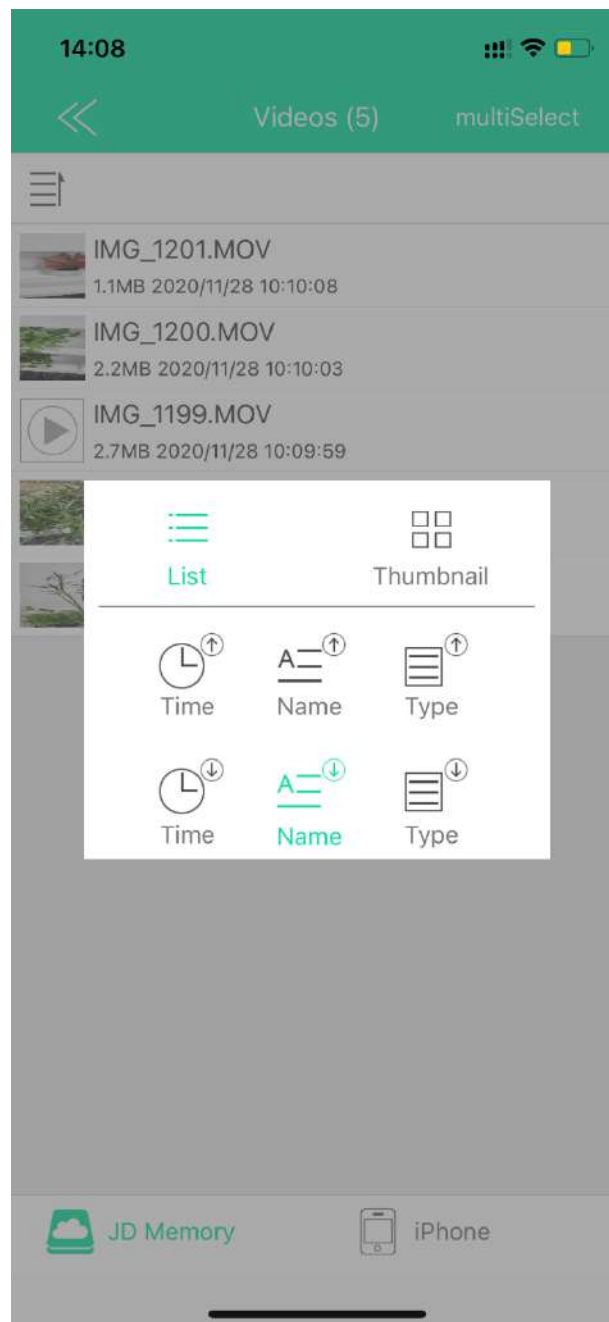 14:08
Videos (5) multiSelect
IMG_1201.MOV
1.1MB 2020/11/28 10:10:08
IMG_1200.MOV
2.2MB 2020/11/28 10:10:03
IMG_1199.MOV
2.7MB 2020/11/28 10:09:59
List Thumbnail
Time Name Type
Time Name Type
JD Memory iPhone